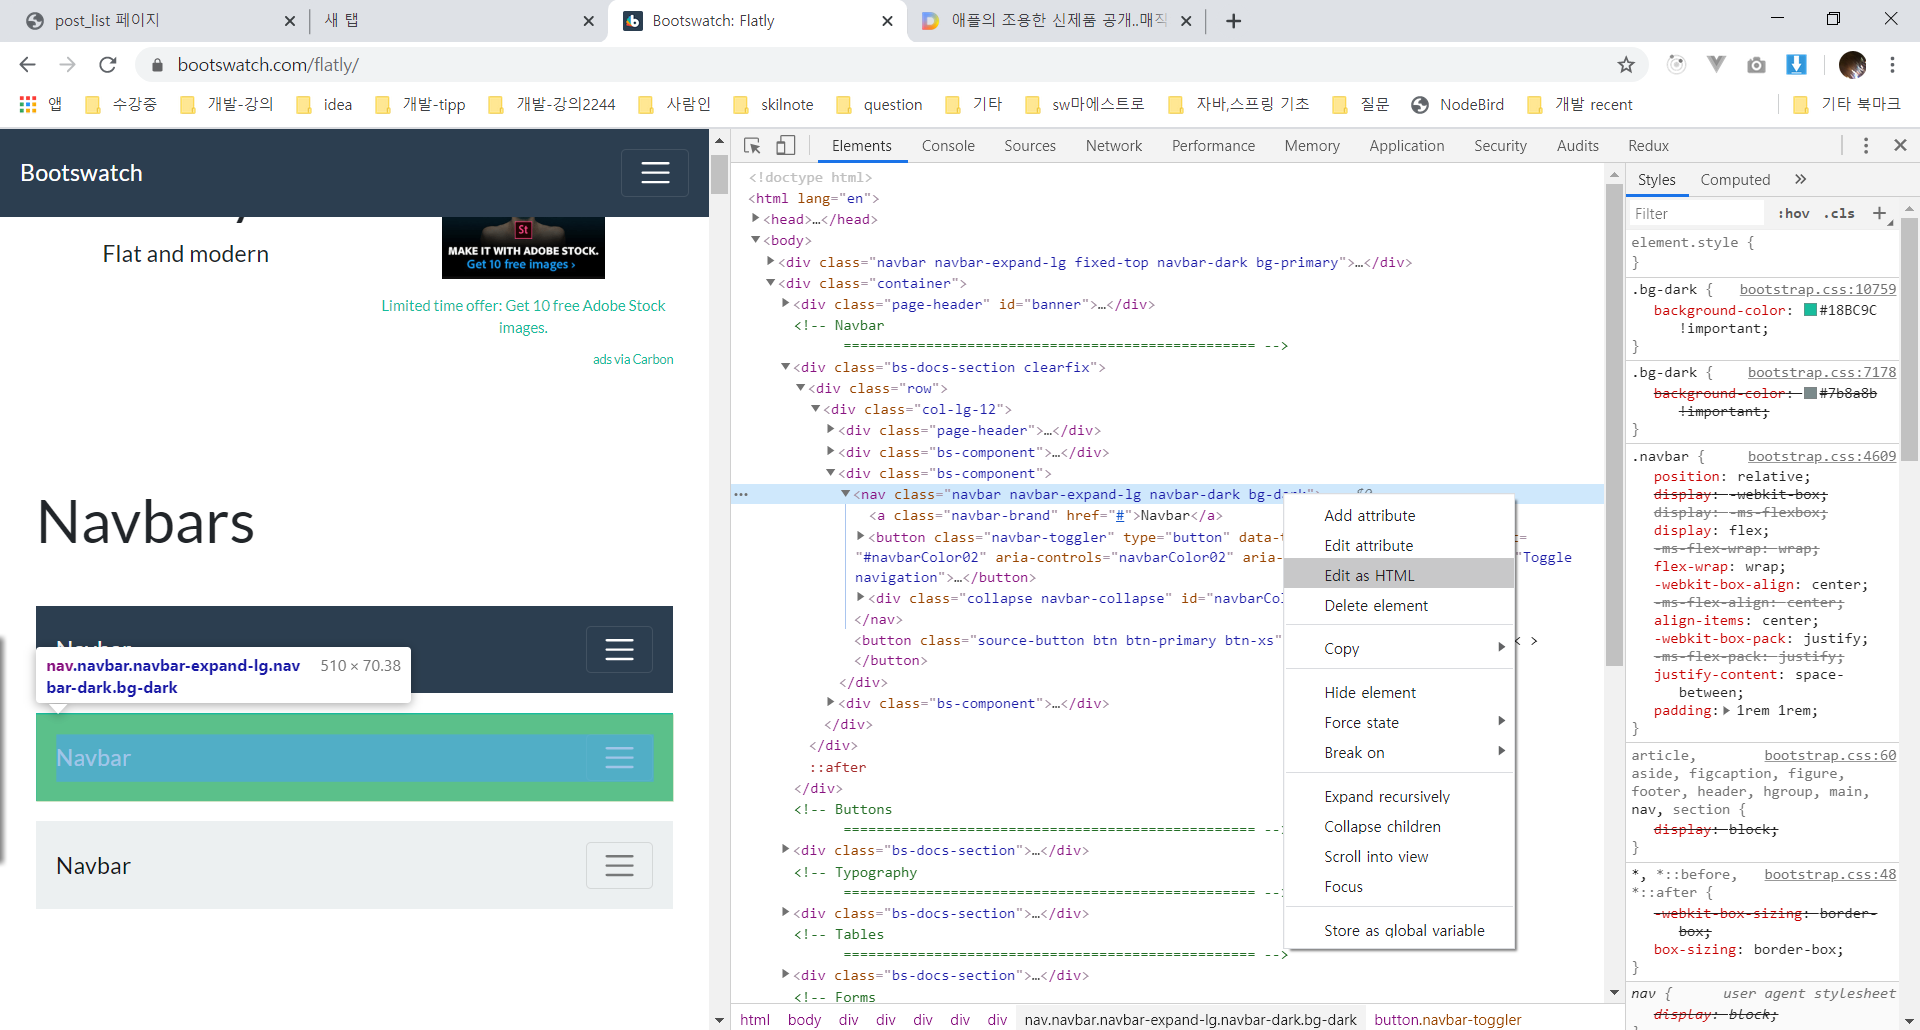 post_list 페이지
새 탭
Bootswatch: Flatly
애플의 조용한 신제품 공개..매직
bootswatch.com/flatly/
앱 수강중 개발-강의 idea 개발-tipp 개발-강의2244 사람인 skilnote question 기타 sw마에스트로 자바,스프링 기초 질문 NodeBird 개발 recent 기타 북마크
Bootswatch
Flat and modern
St
MAKE IT WITH ADOBE STOCK.
Get 10 free images ›
Limited time offer: Get 10 free Adobe Stock
images.
ads via Carbon
Navbars
nav.navbar.navbar-expand-lg.nav
bar-dark.bg-dark
510 × 70.38
Navbar
Navbar
Elements Console Sources Network Performance Memory Application Security Audits Redux
<!doctype html>
<html lang="en">
<head>…</head>
<body>
<div class="navbar navbar-expand-lg fixed-top navbar-dark bg-primary">…</div>
<div class="container">
<div class="page-header" id="banner">…</div>
<!-- Navbar
================================================== -->
<div class="bs-docs-section clearfix">
<div class="row">
<div class="col-lg-12">
<div class="page-header">…</div>
<div class="bs-component">…</div>
<div class="bs-component">
<nav class="navbar navbar-expand-lg navbar-dark bg-dark">
<a class="navbar-brand" href="#">Navbar</a>
<button class="navbar-toggler" type="button" data-t =
"#navbarColor02" aria-controls="navbarColor02" aria- "Toggle
navigation">…</button>
<div class="collapse navbar-collapse" id="navbarCo
</nav>
<button class="source-button btn btn-primary btn-xs" < >
</button>
</div>
<div class="bs-component">…</div>
</div>
</div>
::after
</div>
<!-- Buttons
================================================== --
<div class="bs-docs-section">…</div>
<!-- Typography
================================================== --
<div class="bs-docs-section">…</div>
<!-- Tables
================================================== -->
<div class="bs-docs-section">…</div>
<!-- Forms
html body div div div div div nav.navbar.navbar-expand-lg.navbar-dark.bg-dark button.navbar-toggler
Add attribute
Edit attribute
Edit as HTML
Delete element
Copy
Hide element
Force state
Break on
Expand recursively
Collapse children
Scroll into view
Focus
Store as global variable
Styles Computed »
Filter :hov .cls +
element.style {
}
.bg-dark { bootstrap.css:10759
background-color: #18BC9C
!important;
}
.bg-dark { bootstrap.css:7178
background-color: #7b8a8b
!important;
}
.navbar { bootstrap.css:4609
position: relative;
display: -webkit-box;
display: -ms-flexbox;
display: flex;
-ms-flex-wrap: wrap;
flex-wrap: wrap;
-webkit-box-align: center;
-ms-flex-align: center;
align-items: center;
-webkit-box-pack: justify;
-ms-flex-pack: justify;
justify-content: space-
between;
padding: 1rem 1rem;
}
article, bootstrap.css:60
aside, figcaption, figure,
footer, header, hgroup, main,
nav, section {
display: block;
}
*, *::before, bootstrap.css:48
*::after {
-webkit-box-sizing: border-
box;
box-sizing: border-box;
}
nav { user agent stylesheet
display: block;